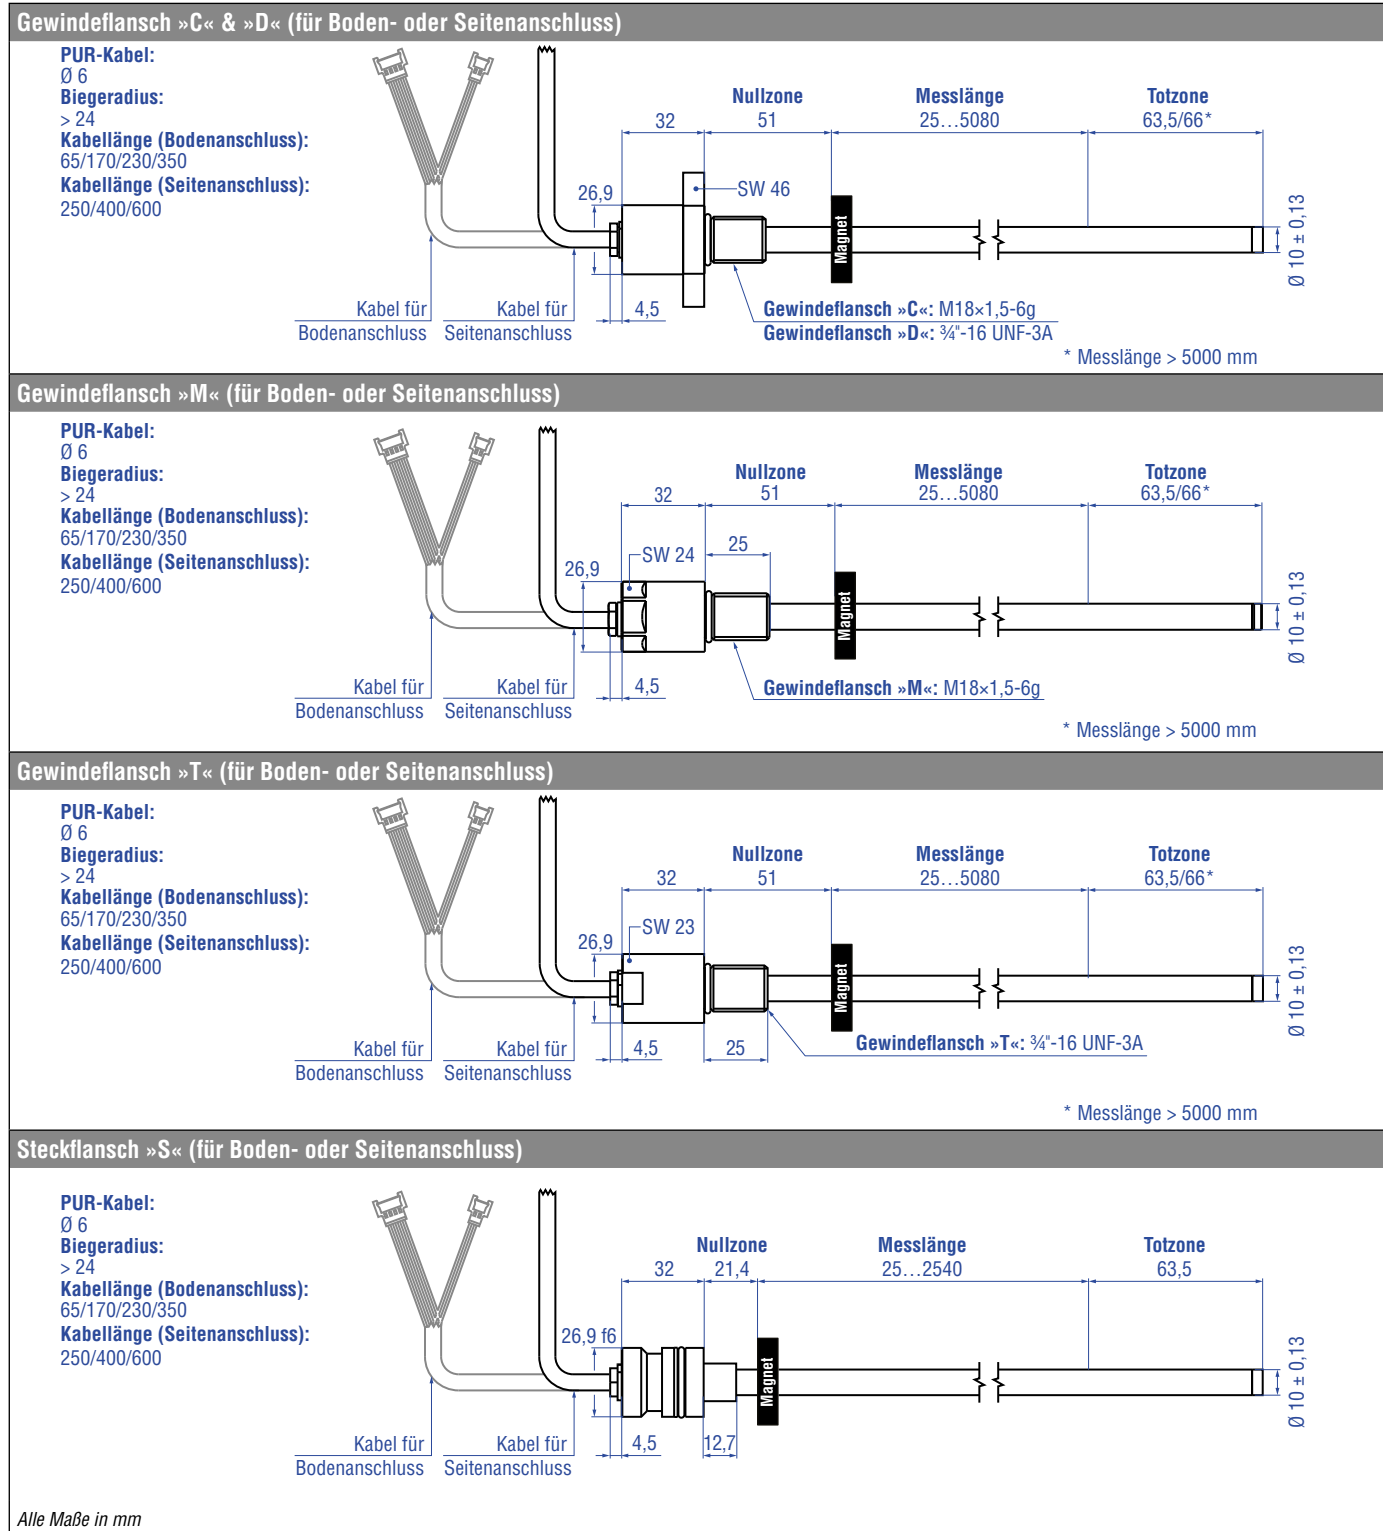 Gewindeflansch »C« & »D« (für Boden- oder Seitenanschluss)
PUR-Kabel:
Ø 6
Biegeradius:
> 24
Kabellänge (Bodenanschluss):
65/170/230/350
Kabellänge (Seitenanschluss):
250/400/600
Nullzone Messlänge Totzone
32 51 25…5080 63,5/66*
26,9 SW 46
Magnet
Ø 10 ± 0,13
Kabel für Kabel für 4,5 Gewindeflansch »C«: M18×1,5-6g
Bodenanschluss Seitenanschluss Gewindeflansch »D«: ¾"-16 UNF-3A
* Messlänge > 5000 mm
Gewindeflansch »M« (für Boden- oder Seitenanschluss)
PUR-Kabel:
Ø 6
Biegeradius:
> 24
Kabellänge (Bodenanschluss):
65/170/230/350
Kabellänge (Seitenanschluss):
250/400/600
Nullzone Messlänge Totzone
32 51 25…5080 63,5/66*
25
SW 24
26,9
Magnet
Ø 10 ± 0,13
Kabel für Kabel für 4,5 Gewindeflansch »M«: M18×1,5-6g
Bodenanschluss Seitenanschluss
* Messlänge > 5000 mm
Gewindeflansch »T« (für Boden- oder Seitenanschluss)
PUR-Kabel:
Ø 6
Biegeradius:
> 24
Kabellänge (Bodenanschluss):
65/170/230/350
Kabellänge (Seitenanschluss):
250/400/600
Nullzone Messlänge Totzone
32 51 25…5080 63,5/66*
SW 23
26,9
Magnet
Ø 10 ± 0,13
Kabel für Kabel für 4,5 25 Gewindeflansch »T«: ¾"-16 UNF-3A
Bodenanschluss Seitenanschluss
* Messlänge > 5000 mm
Steckflansch »S« (für Boden- oder Seitenanschluss)
PUR-Kabel:
Ø 6
Biegeradius:
> 24
Kabellänge (Bodenanschluss):
65/170/230/350
Kabellänge (Seitenanschluss):
250/400/600
Nullzone Messlänge Totzone
32 21,4 25…2540 63,5
26,9 f6
Magnet
Ø 10 ± 0,13
Kabel für Kabel für 4,5 12,7
Bodenanschluss Seitenanschluss
Alle Maße in mm